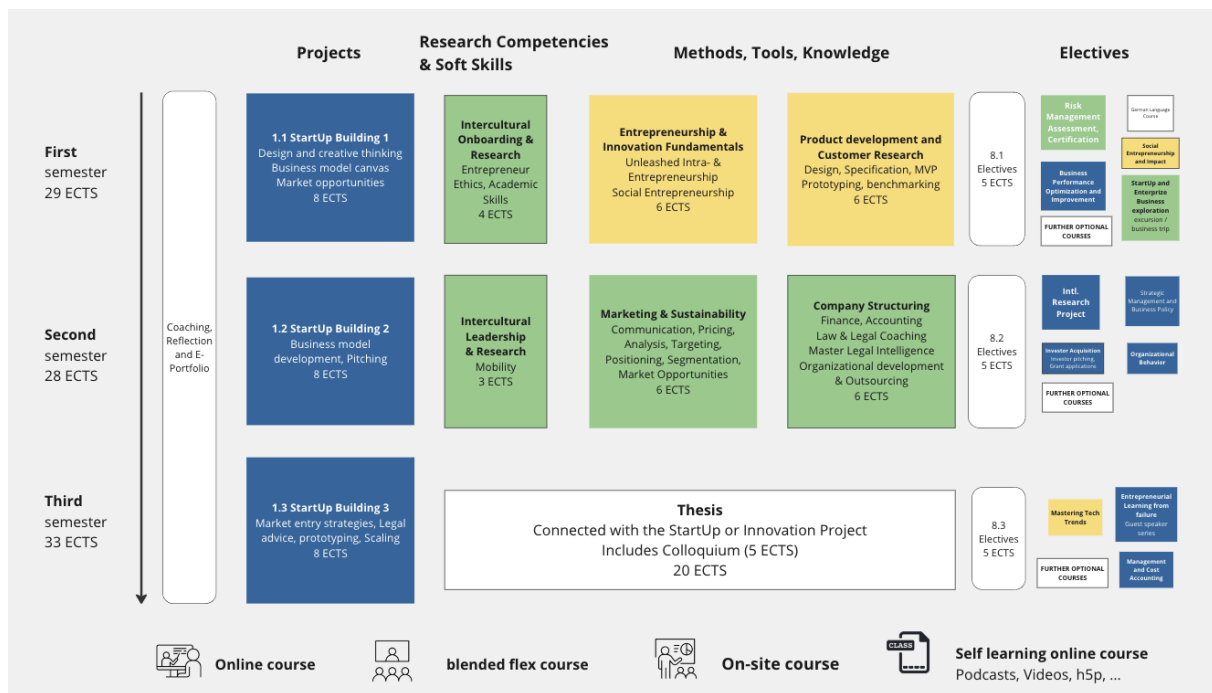 Projects
Research Competencies
& Soft Skills
Methods, Tools, Knowledge
Electives
First
semester
29 ECTS
Coaching,
Reflection
and E-
Portfolio
1.1 StartUp Building 1
Design and creative thinking
Business model canvas
Market opportunities
8 ECTS
Intercultural
Onboarding &
Research
Entrepreneur
Ethics, Academic
Skills
4 ECTS
Entrepreneurship &
Innovation Fundamentals
Unleashed Intra- &
Entrepreneurship
Social Entrepreneurship
6 ECTS
Product development and
Customer Research
Design, Specification, MVP
Prototyping, benchmarking
6 ECTS
8.1
Electives
5 ECTS
Risk
Management
Assessment,
Certification
German Language
Course
Social
Entrepreneurship
and Impact
Business
Performance
Optimization and
Improvement
StartUp and
Enterprize
Business
exploration
excursion /
business trip
FURTHER OPTIONAL
COURSES
Second
semester
28 ECTS
1.2 StartUp Building 2
Business model
development, Pitching
8 ECTS
Intercultural
Leadership
& Research
Mobility
3 ECTS
Marketing & Sustainability
Communication, Pricing,
Analysis, Targeting,
Positioning, Segmentation,
Market Opportunities
6 ECTS
Company Structuring
Finance, Accounting
Law & Legal Coaching
Master Legal Intelligence
Organizational development
& Outsourcing
6 ECTS
8.2
Electives
5 ECTS
Intl.
Research
Project
Strategic
Management and
Business Policy
Investor Acquisition
Investor pitching,
Grant applications
Organizational
Behavior
FURTHER OPTIONAL
COURSES
Third
semester
33 ECTS
1.3 StartUp Building 3
Market entry strategies, Legal
advice, prototyping, Scaling
8 ECTS
Thesis
Connected with the StartUp or Innovation Project
Includes Colloquium (5 ECTS)
20 ECTS
8.3
Electives
5 ECTS
Mastering Tech
Trends
Entrepreneurial
Learning from
failure
Guest speaker
series
FURTHER OPTIONAL
COURSES
Management
and Cost
Accounting
Online course
blended flex course
On-site course
CLASS
Self learning online course
Podcasts, Videos, h5p, ...